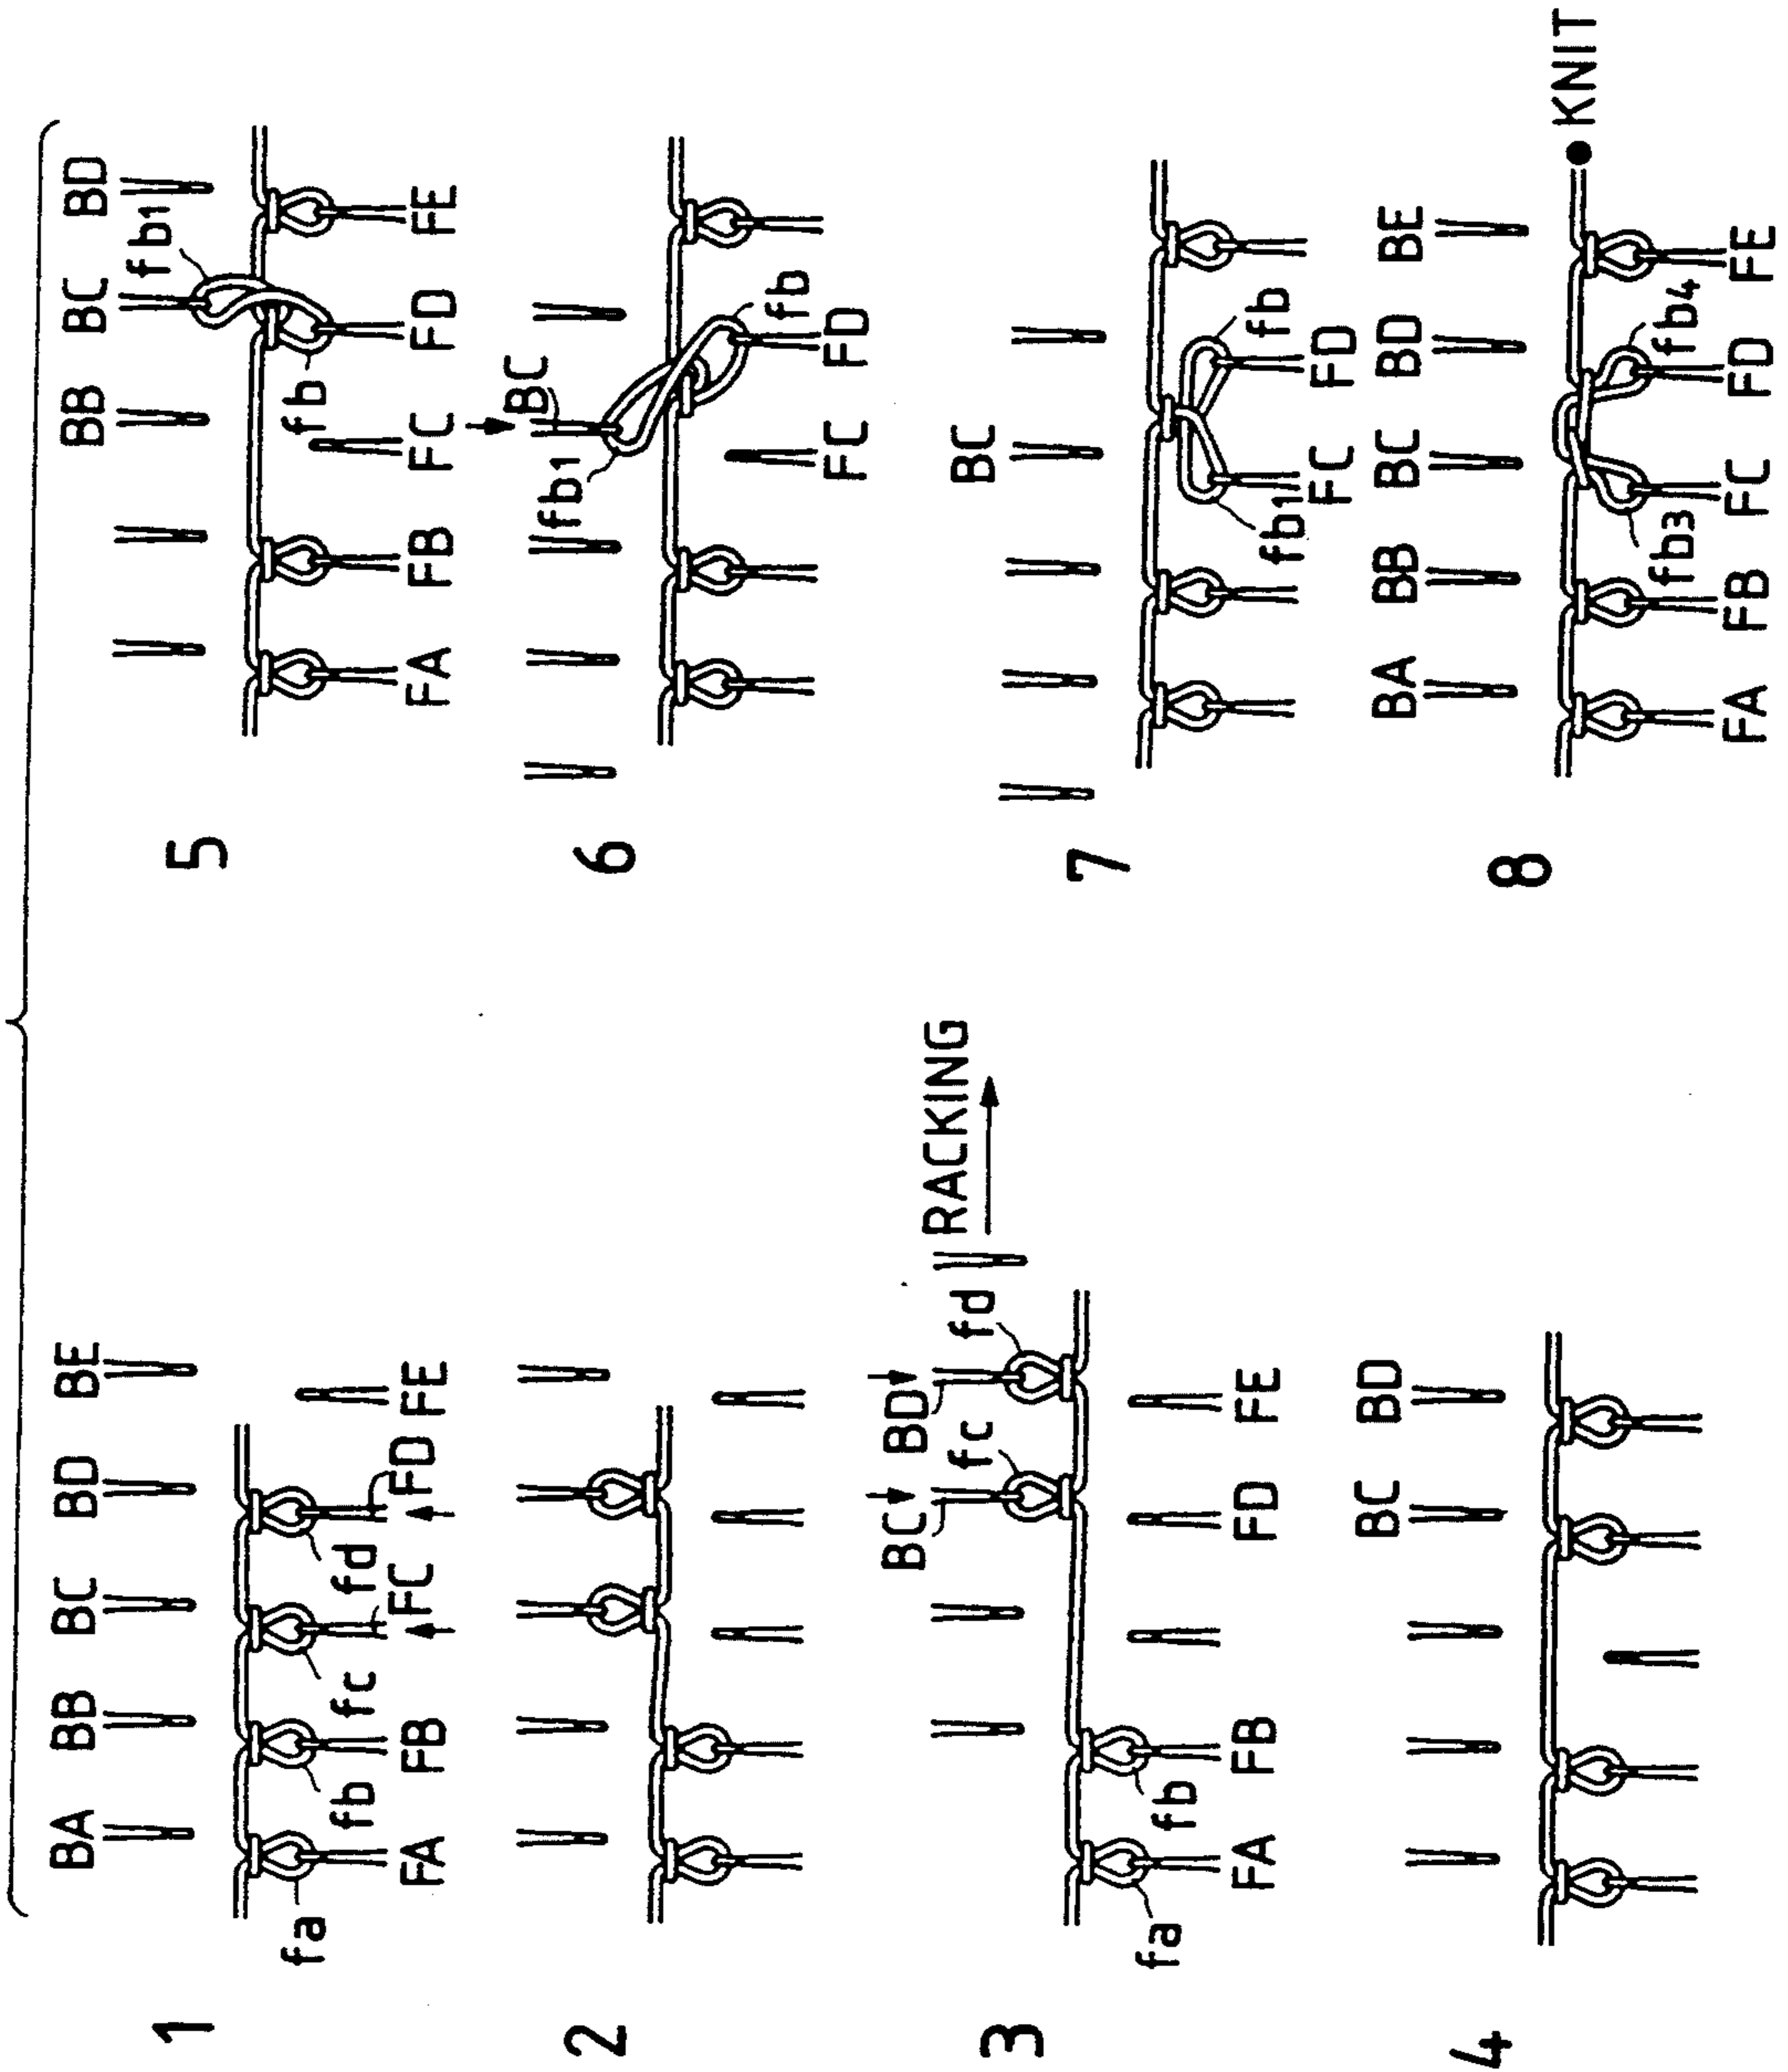 1
BA BB BC BD BE
fa fb fc fd
FA FB FC FD FE
2
3
RACKING
BC BD
fc fd
fa fb
FA FB FD FE
4
BC BD
5
BB BC BD
fb1
fb
FA FB FC FD FE
6
BC
fb1
fb
FC FD
7
BC
fb1 fb
FC FD
8
BA BB BC BD BE
KNIT
fb3 fb4
FA FB FC FD FE